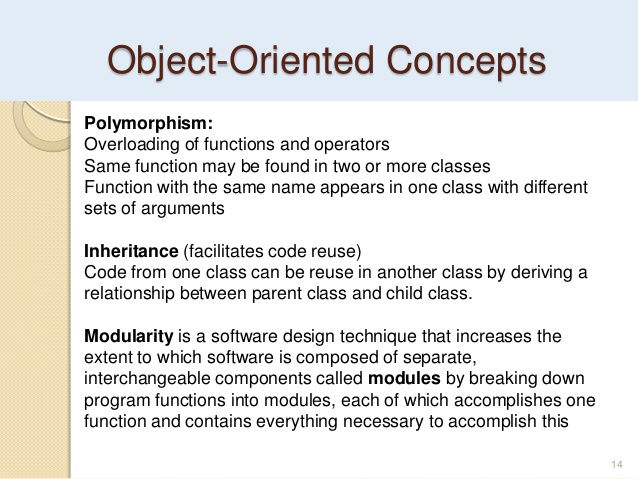 Object-Oriented Concepts
Polymorphism:
Overloading of functions and operators
Same function may be found in two or more classes
Function with the same name appears in one class with different
sets of arguments
Inheritance (facilitates code reuse)
Code from one class can be reuse in another class by deriving a
relationship between parent class and child class.
Modularity is a software design technique that increases the
extent to which software is composed of separate,
interchangeable components called modules by breaking down
program functions into modules, each of which accomplishes one
function and contains everything necessary to accomplish this
14